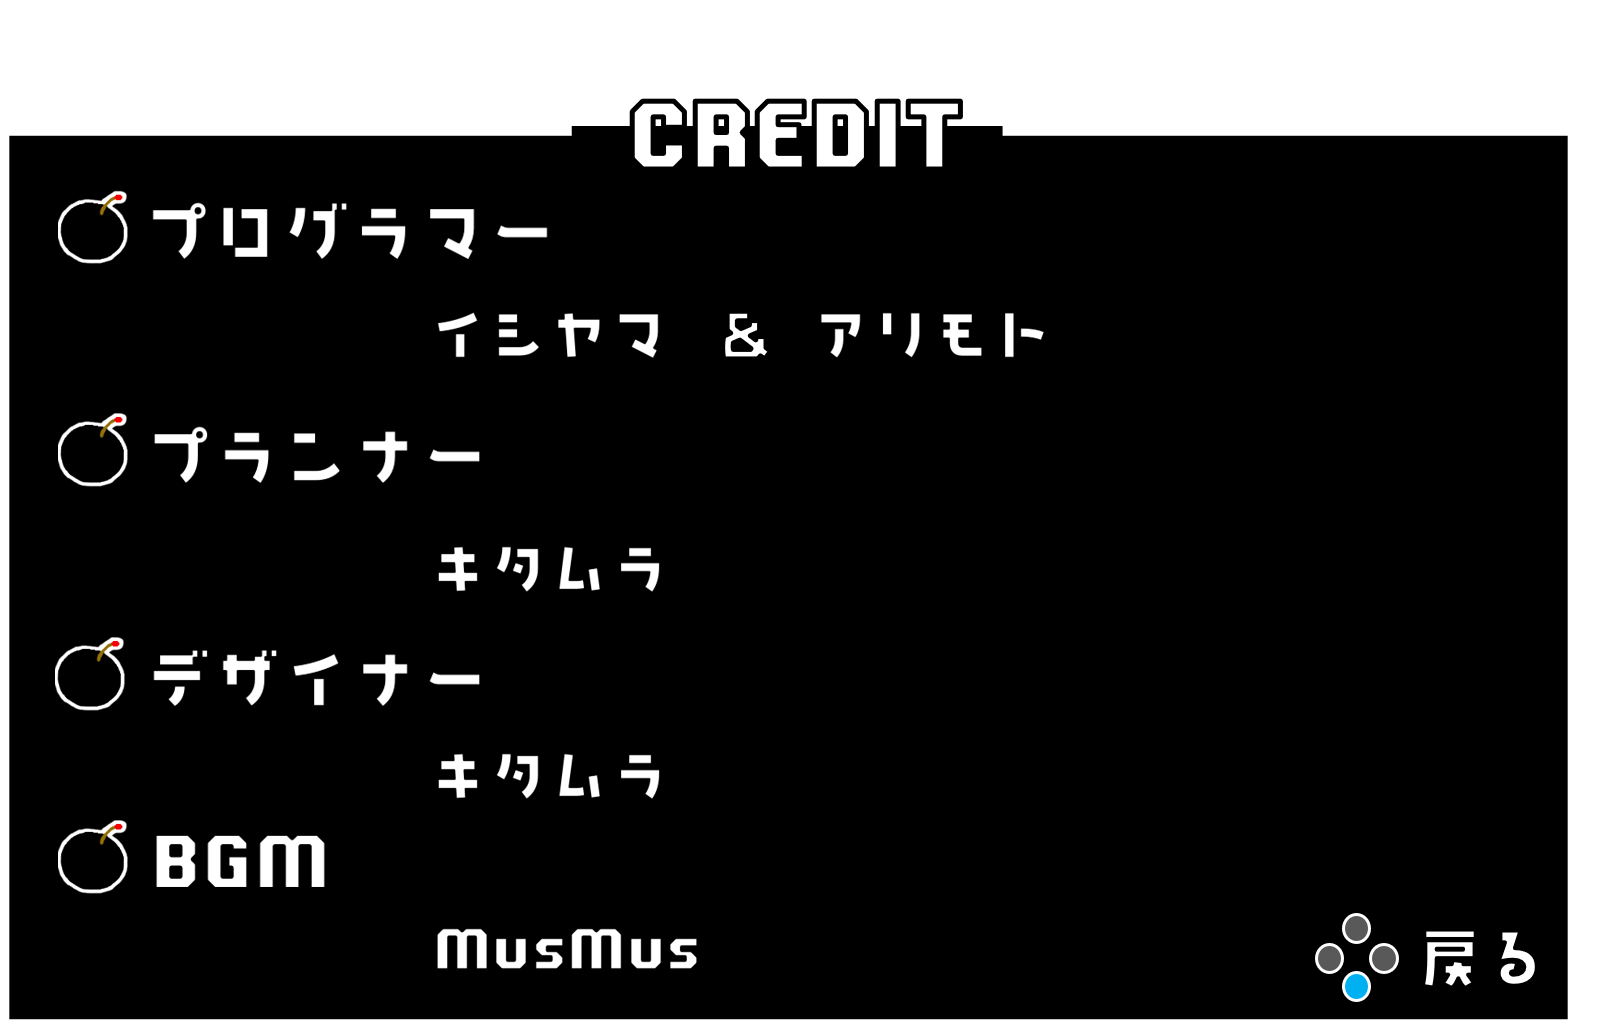 CREDIT
プログラマー
イシヤマ & アリモト
プランナー
キタムラ
デザイナー
キタムラ
BGM
MusMus
戻る